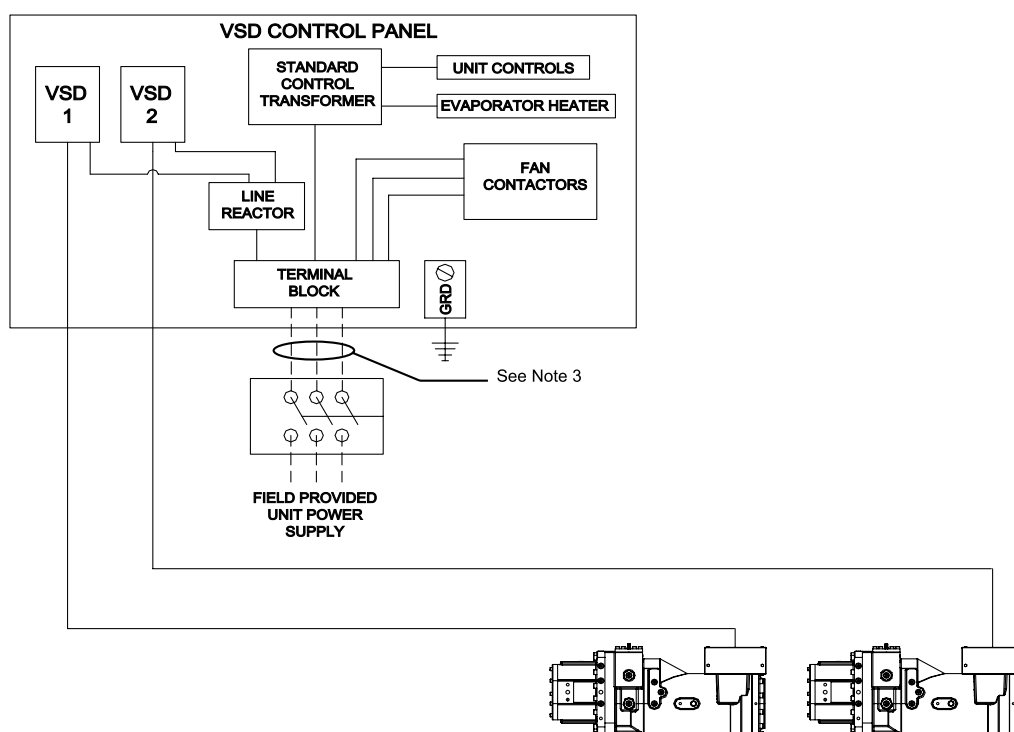 VSD CONTROL PANEL
VSD
1
VSD
2
STANDARD
CONTROL
TRANSFORMER
UNIT CONTROLS
EVAPORATOR HEATER
FAN
CONTACTORS
LINE
REACTOR
TERMINAL
BLOCK
GRD
See Note 3
FIELD PROVIDED
UNIT POWER
SUPPLY